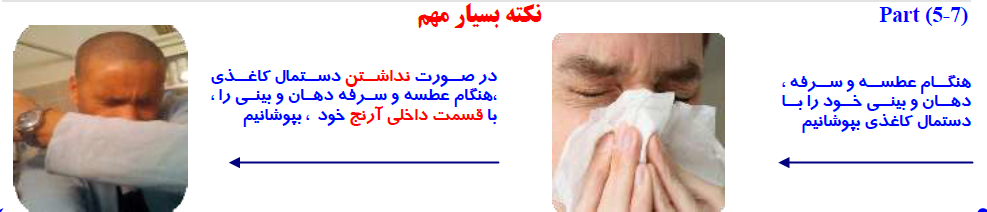 Part (5-7)
نکته بسیار مهم
هنگام عطسه و سرفه ،
دهان و بینی خود را با
دستمال کاغذی بپوشانیم
در صورت نداشتن دستمال کاغذی
،هنگام عطسه و سرفه دهان و بینی را ،
با قسمت داخلی آرنج خود ، بپوشانیم